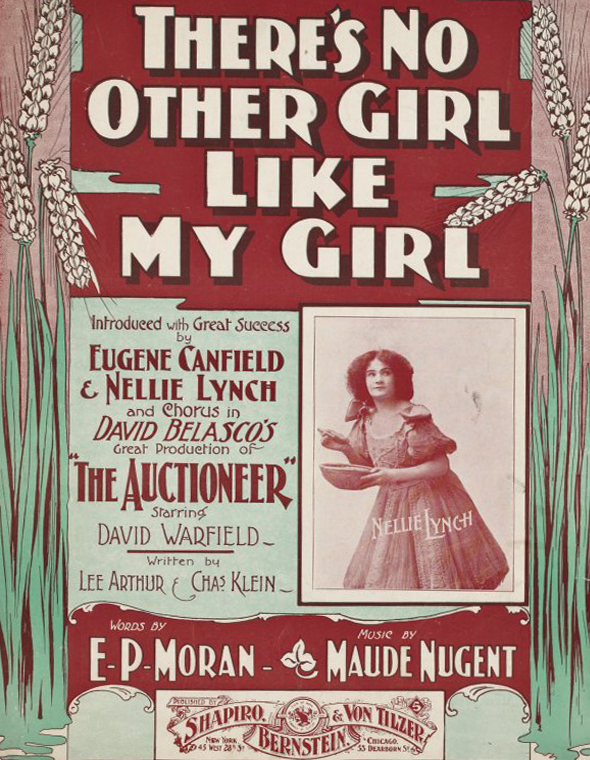 THERE'S NO
OTHER GIRL
LIKE
MY GIRL
Introduced with Great Success
by
EUGENE CANFIELD
& NELLIE LYNCH
and Chorus in
DAVID BELASCO'S
Great Production of
"THE AUCTIONEER"
Starring
DAVID WARFIELD
Written by
LEE ARTHUR & CHAS KLEIN
NELLIE LYNCH
WORDS BY
E-P-MORAN
MUSIC BY
MAUDE NUGENT
PUBLISHED BY
SHAPIRO,
BERNSTEIN
& VON TILZER
NEW YORK
45 WEST 28th St
CHICAGO,
53 DEARBORN St
5